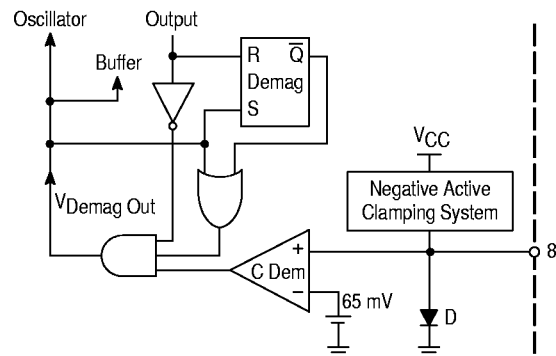 Oscillator
Output
Buffer
R Q̅
Demag
S
VCC
Negative Active
Clamping System
VDemag Out
C Dem
+
−
65 mV
8
D